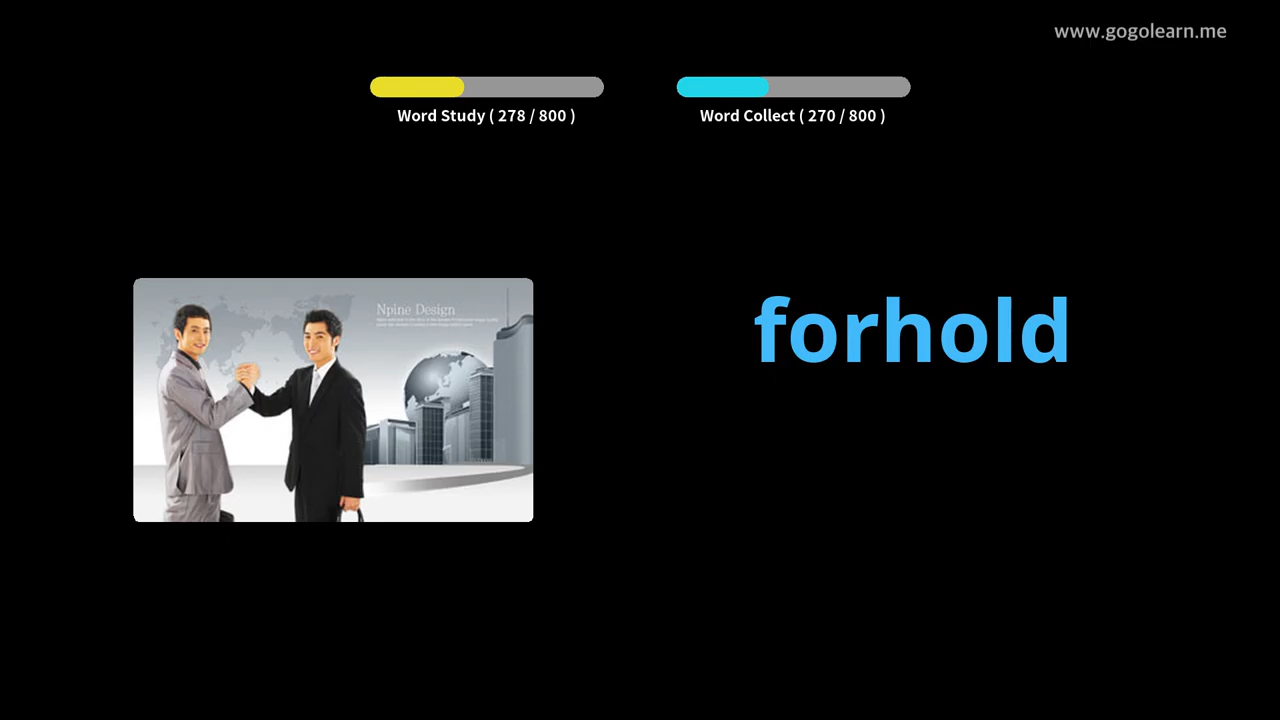 www.gogolearn.me
Word Study ( 278 / 800 )
Word Collect ( 270 / 800 )
Npine Design
forhold